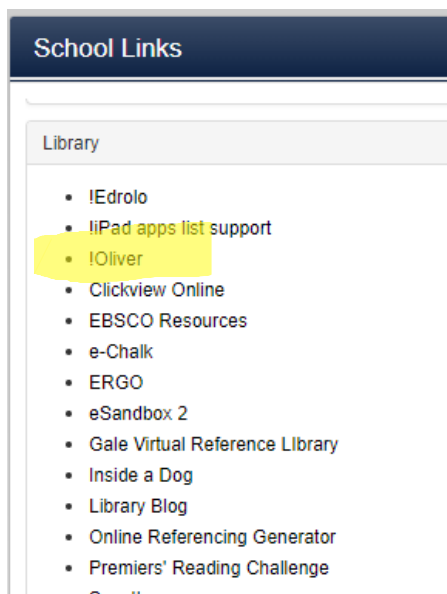 School Links
Library
!Edrolo
!iPad apps list support
!Oliver
Clickview Online
EBSCO Resources
e-Chalk
ERGO
eSandbox 2
Gale Virtual Reference LIbrary
Inside a Dog
Library Blog
Online Referencing Generator
Premiers' Reading Challenge